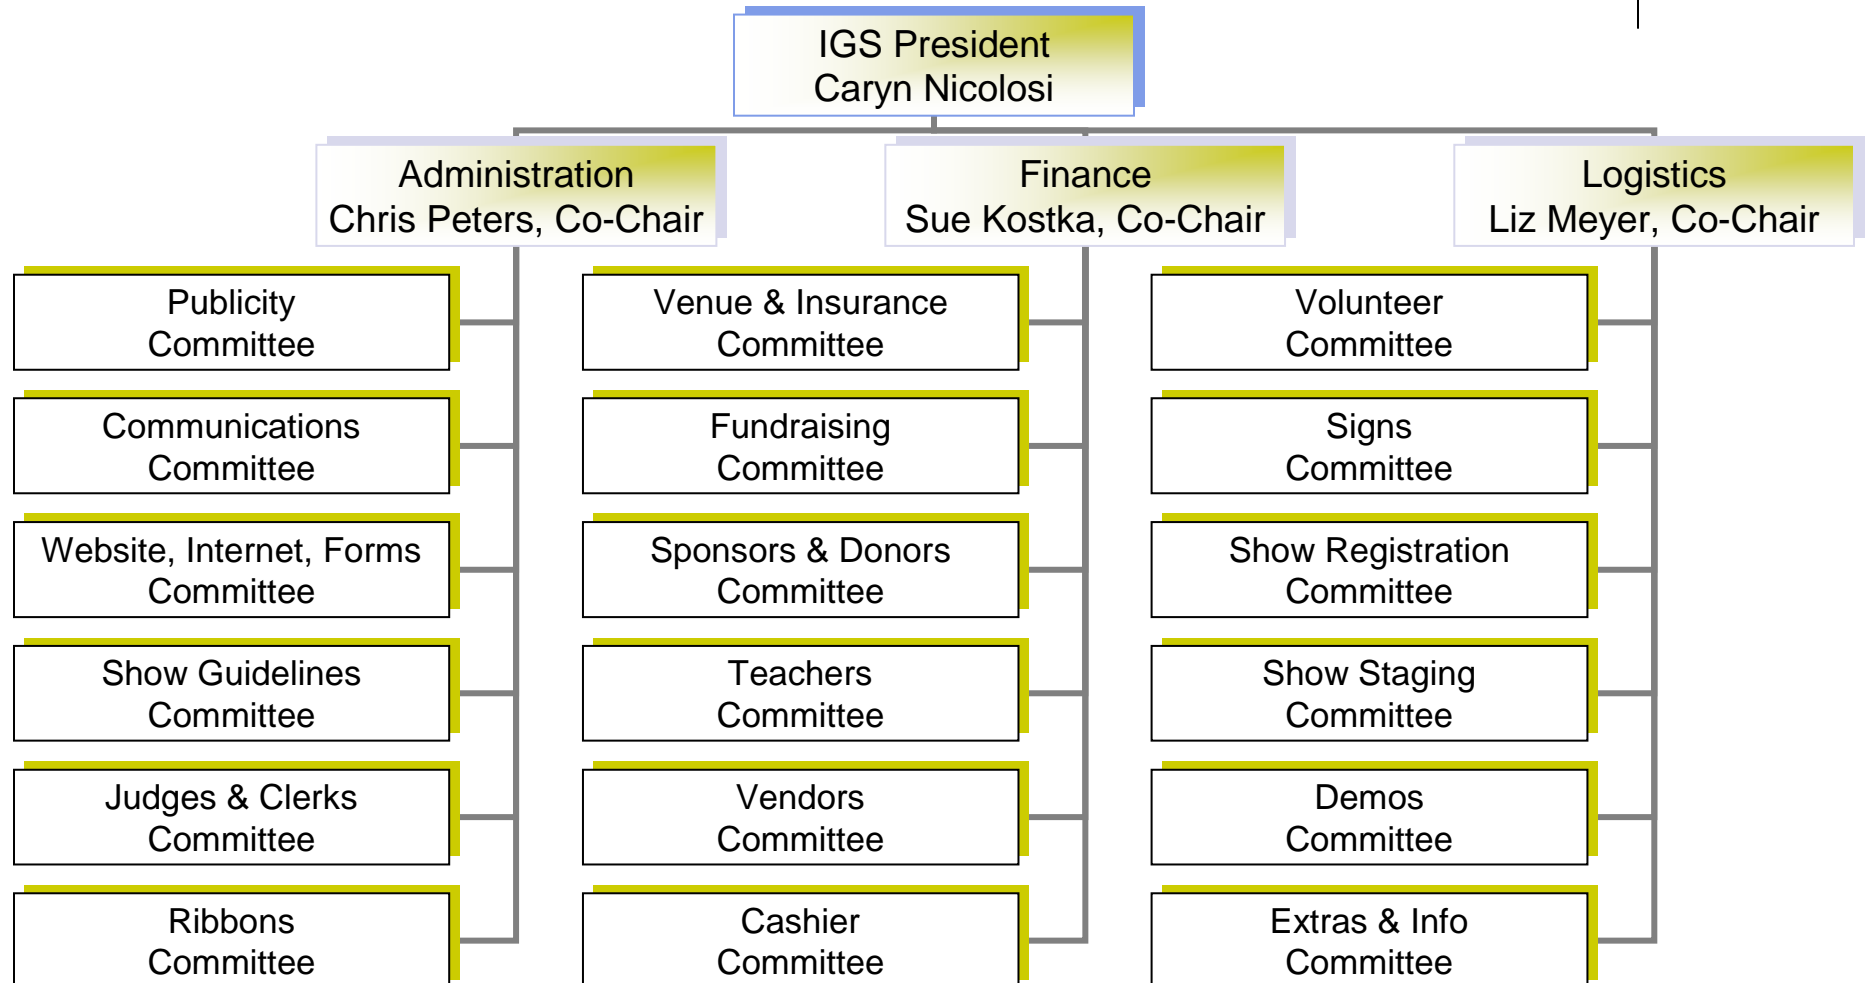 IGS President
Caryn Nicolosi
Administration
Chris Peters, Co-Chair
Finance
Sue Kostka, Co-Chair
Logistics
Liz Meyer, Co-Chair
Publicity
Committee
Communications
Committee
Website, Internet, Forms
Committee
Show Guidelines
Committee
Judges & Clerks
Committee
Ribbons
Committee
Venue & Insurance
Committee
Fundraising
Committee
Sponsors & Donors
Committee
Teachers
Committee
Vendors
Committee
Cashier
Committee
Volunteer
Committee
Signs
Committee
Show Registration
Committee
Show Staging
Committee
Demos
Committee
Extras & Info
Committee